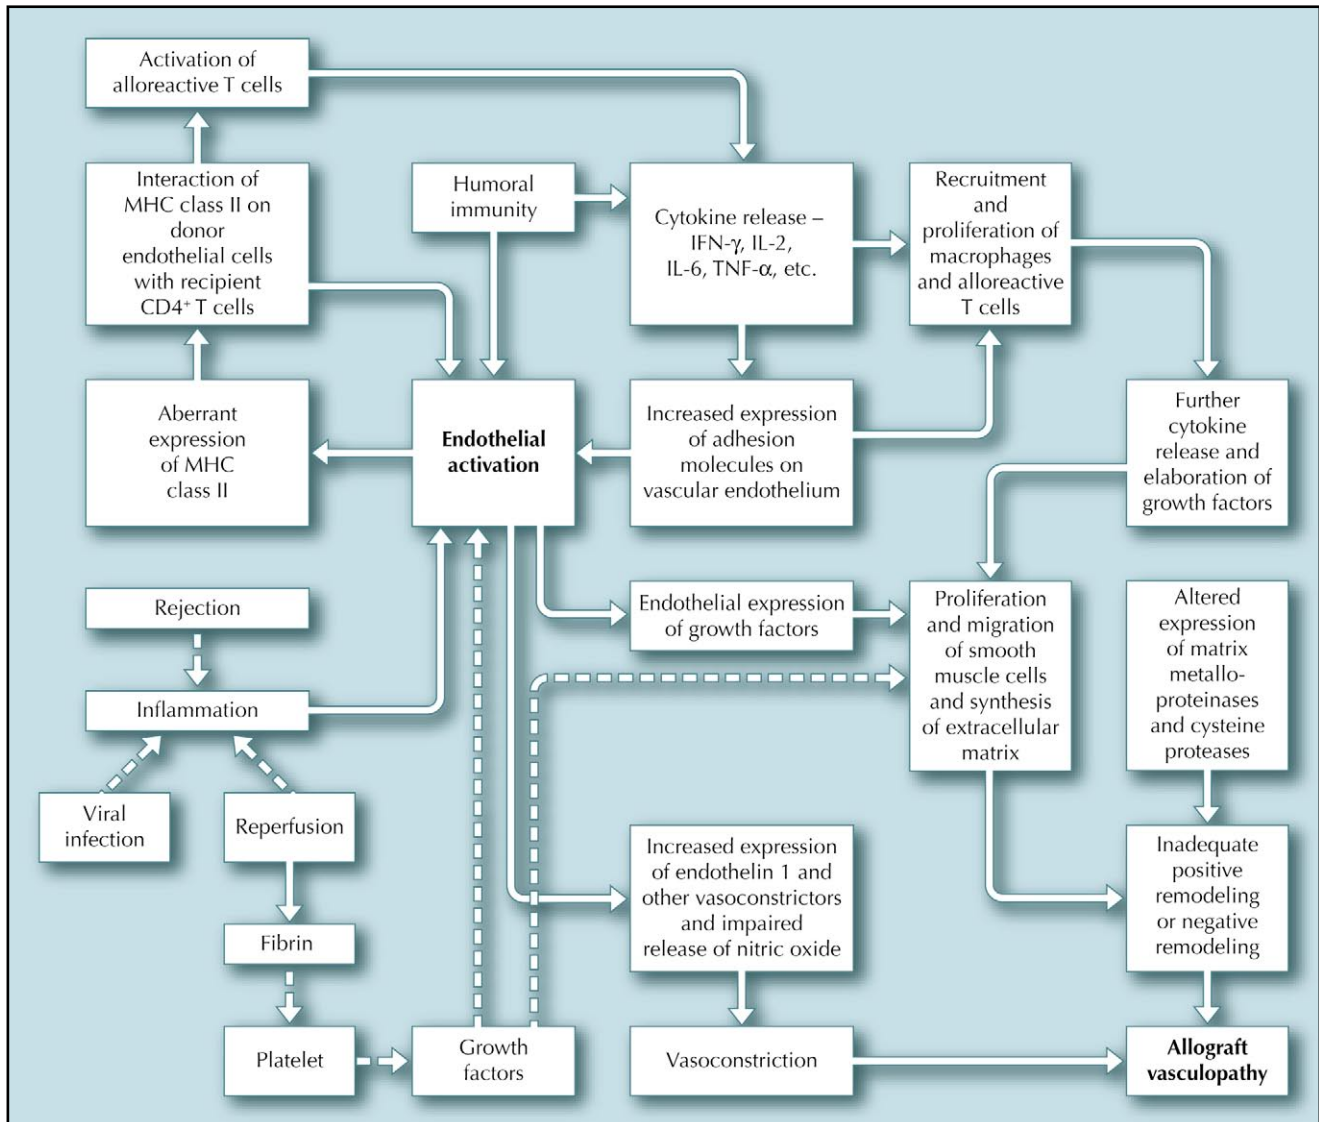 Activation of
alloreactive T cells
Interaction of
MHC class II on
donor
endothelial cells
with recipient
CD4⁺ T cells
Humoral
immunity
Cytokine release –
IFN-γ, IL-2,
IL-6, TNF-α, etc.
Recruitment
and
proliferation of
macrophages
and alloreactive
T cells
Aberrant
expression
of MHC
class II
Endothelial
activation
Increased expression
of adhesion
molecules on
vascular endothelium
Further
cytokine
release and
elaboration of
growth factors
Rejection
Inflammation
Viral
infection
Reperfusion
Fibrin
Platelet
Growth
factors
Endothelial expression
of growth factors
Proliferation
and migration
of smooth
muscle cells
and synthesis
of extracellular
matrix
Altered
expression
of matrix
metallo-
proteinases
and cysteine
proteases
Increased expression
of endothelin 1 and
other vasoconstrictors
and impaired
release of nitric oxide
Inadequate
positive
remodeling
or negative
remodeling
Vasoconstriction
Allograft
vasculopathy